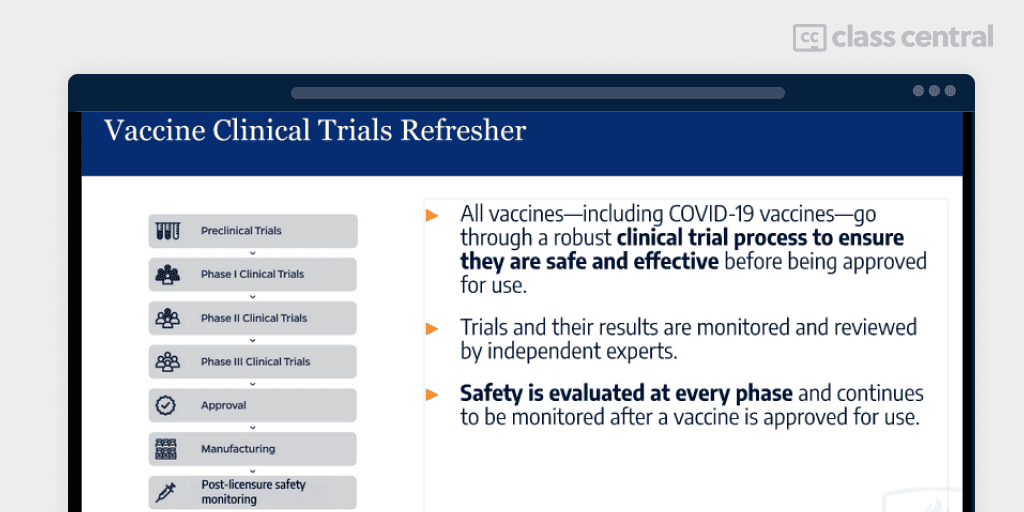 cc class central
Vaccine Clinical Trials Refresher
Preclinical Trials
Phase I Clinical Trials
Phase II Clinical Trials
Phase III Clinical Trials
Approval
Manufacturing
Post-licensure safety
monitoring
All vaccines—including COVID-19 vaccines—go
through a robust clinical trial process to ensure
they are safe and effective before being approved
for use.
Trials and their results are monitored and reviewed
by independent experts.
Safety is evaluated at every phase and continues
to be monitored after a vaccine is approved for use.